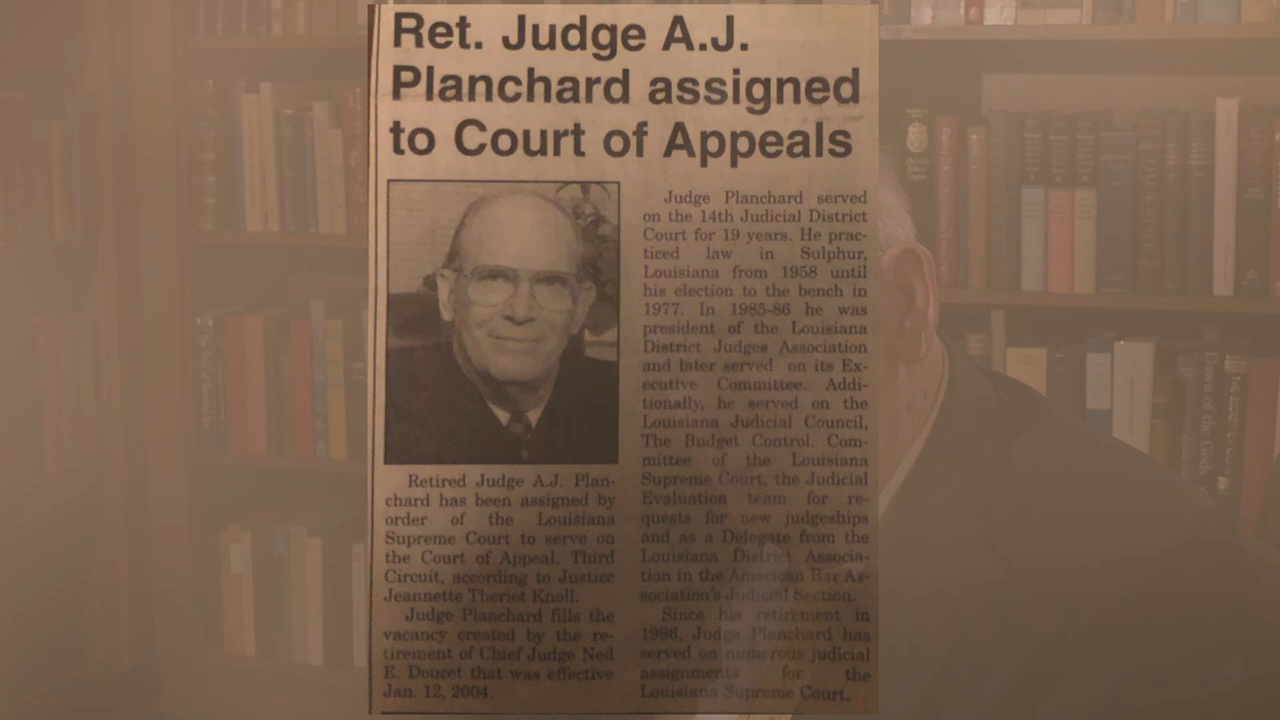 Ret. Judge A.J.
Planchard assigned
to Court of Appeals
Retired Judge A.J. Plan-
chard has been assigned by
order of the Louisiana
Supreme Court to serve on
the Court of Appeal, Third
Circuit, according to Justice
Jeannette Theriot Knoll.
Judge Planchard fills the
vacancy created by the re-
tirement of Chief Judge Ned
E. Doucet that was effective
Jan. 12, 2004.
Judge Planchard served
on the 14th Judicial District
Court for 19 years. He prac-
ticed law in Sulphur,
Louisiana from 1958 until
his election to the bench in
1977. In 1985-86 he was
president of the Louisiana
District Judges Association
and later served on its Ex-
ecutive Committee. Addi-
tionally, he served on the
Louisiana Judicial Council,
The Budget Control. Com-
mittee of the Louisiana
Supreme Court, the Judicial
Evaluation team for re-
quests for new judgeships
and as a Delegate from the
Louisiana District Associa-
tion in the American Bar As-
sociation's Judicial Section.
Since his retirement in
1996, Judge Planchard has
served on numerous judicial
assignments for the
Louisiana Supreme Court.
Dawn of the Gods